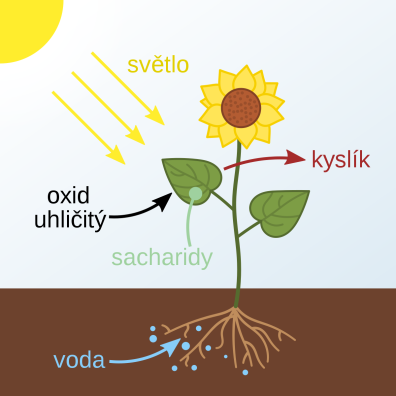 světlo
kyslík
oxid
uhličitý
sacharidy
voda